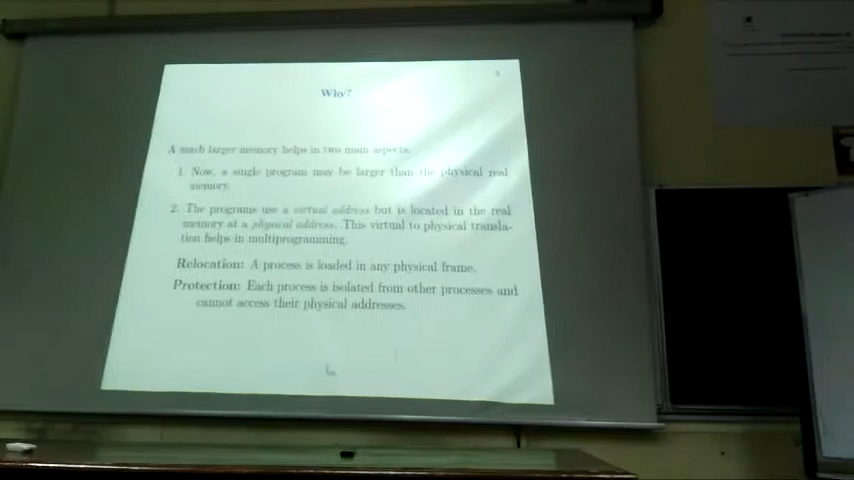 Why?
A much larger memory helps in two main aspects.
1. Now, a single program may be larger than the physical real
memory.
2. The programs use a virtual address but is located in the real
memory at a physical address. This virtual to physical transla-
tion helps in multiprogramming.
Relocation: A process is loaded in any physical frame.
Protection: Each process is isolated from other processes and
cannot access their physical addresses.